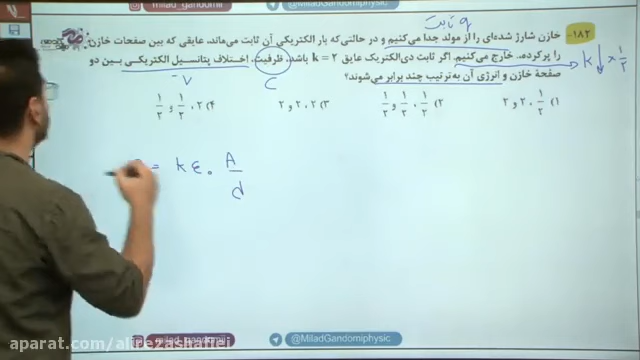 milad_gandomi
@MiladGandomiphysic
q ثابت
۱۸۲- خازن شارژ شده‌ای را از مولد جدا می‌کنیم و در حالتی‌که بار الکتریکی آن ثابت می‌ماند، عایقی که بین صفحات خازن
را پرکرده، خارج می‌کنیم. اگر ثابت دی‌الکتریک عایق k = ۲ باشد، ظرفیت، اختلاف پتانسیل الکتریکی بین دو
k ↓ × 1/2
V
C
صفحهٔ خازن و انرژی آن به‌ترتیب چند برابر می‌شوند؟
۱) ۱/۲، ۲ و ۲
۲) ۱/۲، ۱/۲ و ۱/۲
۳) ۲، ۲ و ۲
۴) ۲، ۱/۲ و ۱/۲
= k ε₀ A/d
milad_gandomi
@MiladGandomiphysic
aparat.com/alirezashafiei